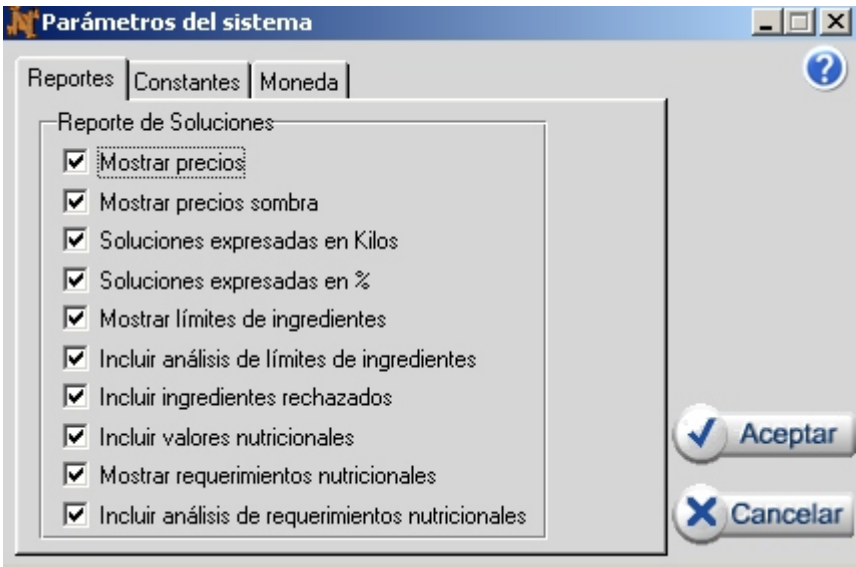 Parámetros del sistema
Reportes Constantes Moneda
Reporte de Soluciones
Mostrar precios
Mostrar precios sombra
Soluciones expresadas en Kilos
Soluciones expresadas en %
Mostrar límites de ingredientes
Incluir análisis de límites de ingredientes
Incluir ingredientes rechazados
Incluir valores nutricionales
Mostrar requerimientos nutricionales
Incluir análisis de requerimientos nutricionales
Aceptar
Cancelar